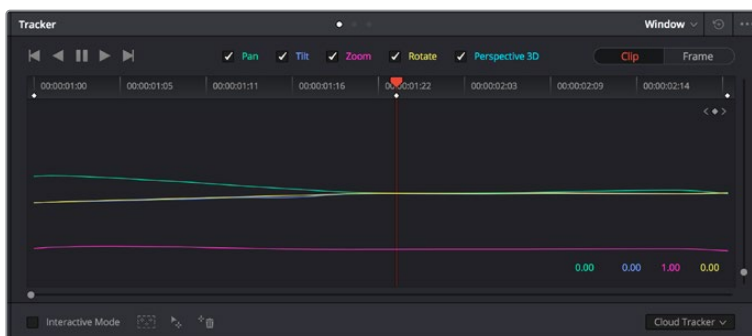 Tracker Window
Pan Tilt Zoom Rotate Perspective 3D Clip Frame
00:00:01:00 00:00:01:05 00:00:01:11 00:00:01:16 00:00:01:22 00:00:02:03 00:00:02:09 00:00:02:14
0.00 0.00 1.00 0.00
Interactive Mode Cloud Tracker